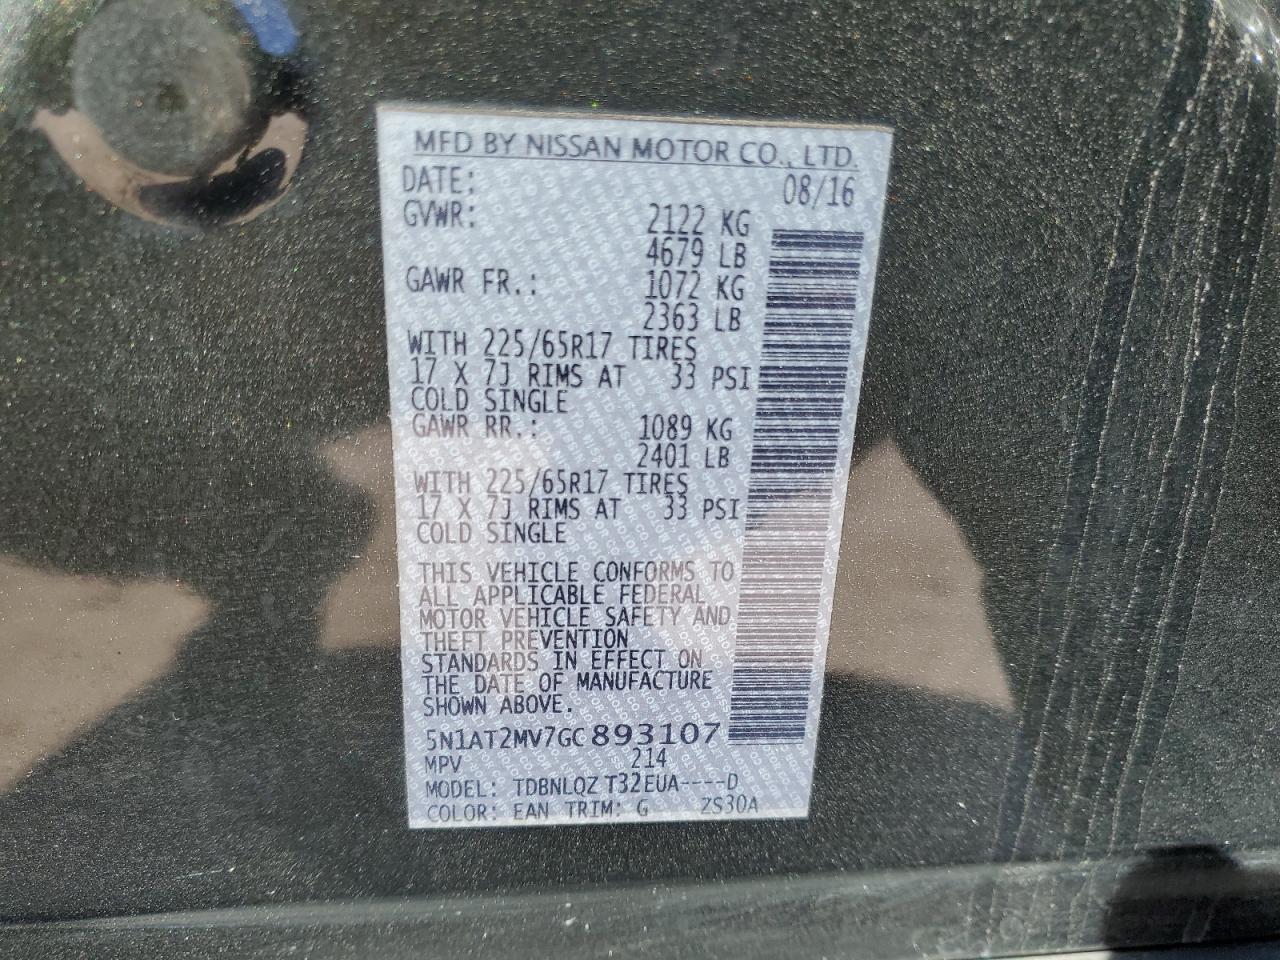 MFD BY NISSAN MOTOR CO., LTD.
DATE: 08/16
GVWR: 2122 KG
4679 LB
GAWR FR.: 1072 KG
2363 LB
WITH 225/65R17 TIRES
17 X 7J RIMS AT 33 PSI
COLD SINGLE
GAWR RR.: 1089 KG
2401 LB
WITH 225/65R17 TIRES
17 X 7J RIMS AT 33 PSI
COLD SINGLE
THIS VEHICLE CONFORMS TO
ALL APPLICABLE FEDERAL
MOTOR VEHICLE SAFETY AND
THEFT PREVENTION
STANDARDS IN EFFECT ON
THE DATE OF MANUFACTURE
SHOWN ABOVE.
5N1AT2MV7GC893107
MPV 214
MODEL: TDBNLQZ T32EUA----D
COLOR: EAN TRIM: G ZS30A